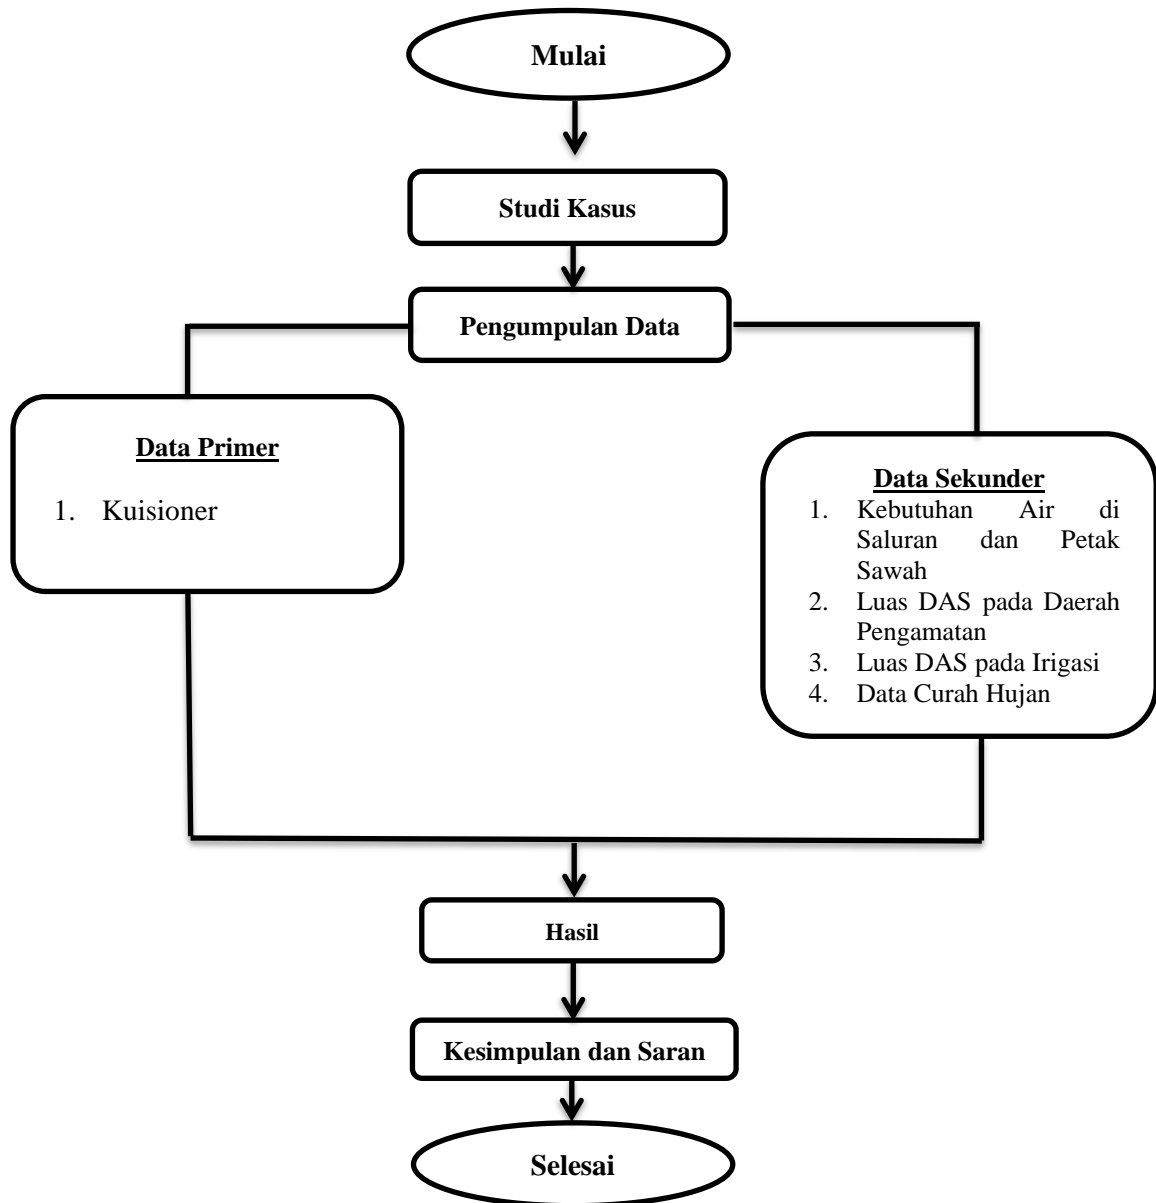 Mulai
Studi Kasus
Pengumpulan Data
Data Primer
1. Kuisioner
Data Sekunder
1. Kebutuhan Air di
Saluran dan Petak
Sawah
2. Luas DAS pada Daerah
Pengamatan
3. Luas DAS pada Irigasi
4. Data Curah Hujan
Hasil
Kesimpulan dan Saran
Selesai